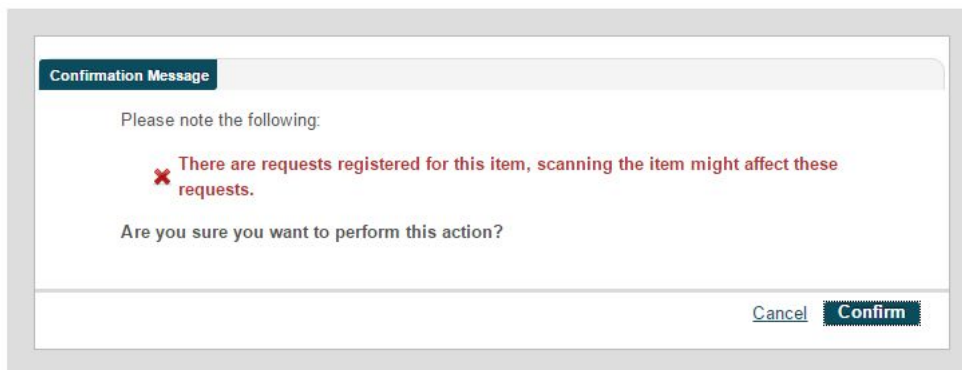 Confirmation Message
Please note the following:
There are requests registered for this item, scanning the item might affect these
requests.
Are you sure you want to perform this action?
Cancel Confirm